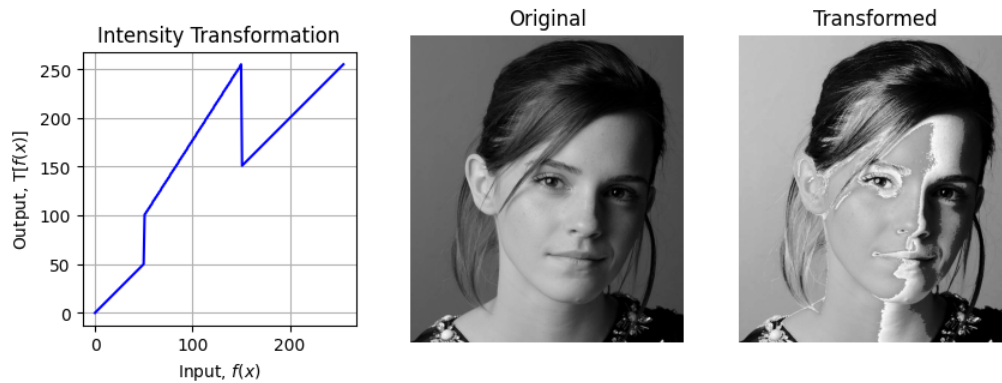 Intensity Transformation
Original
Transformed
Output, T[f(x)]
250
200
150
100
50
0
0 100 200
Input, f(x)